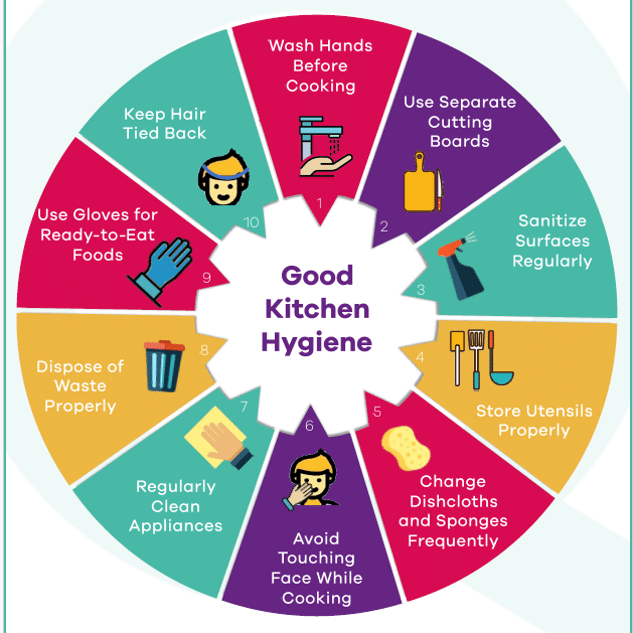 Good
Kitchen
Hygiene
1
Wash Hands
Before
Cooking
2
Use Separate
Cutting
Boards
3
Sanitize
Surfaces
Regularly
4
Store Utensils
Properly
5
Change
Dishcloths
and Sponges
Frequently
6
Avoid
Touching
Face While
Cooking
7
Regularly
Clean
Appliances
8
Dispose of
Waste
Properly
9
Use Gloves for
Ready-to-Eat
Foods
10
Keep Hair
Tied Back